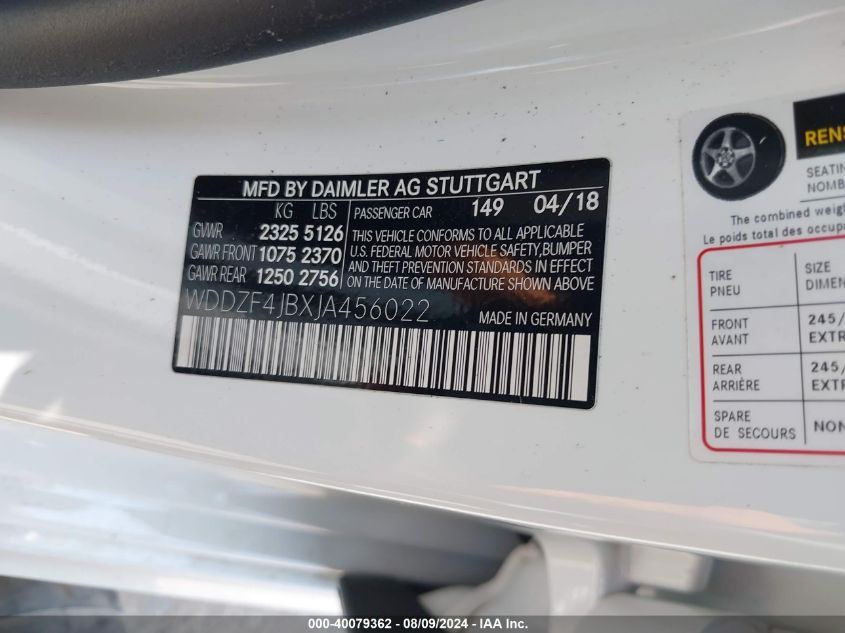 MFD BY DAIMLER AG STUTTGART
KG LBS
GVWR 2325 5126
GAWR FRONT 1075 2370
GAWR REAR 1250 2756
PASSENGER CAR 149 04/18
THIS VEHICLE CONFORMS TO ALL APPLICABLE
U.S. FEDERAL MOTOR VEHICLE SAFETY,BUMPER
AND THEFT PREVENTION STANDARDS IN EFFECT
ON THE DATE OF MANUFACTURE SHOWN ABOVE
WDDZF4JBXJA456022
MADE IN GERMANY
RENS
SEATIN
NOMB
The combined weigh
Le poids total des occup
TIRE
PNEU
SIZE
DIMEN
FRONT
AVANT
245/
EXTR
REAR
ARRIÈRE
245/
EXTR
SPARE
DE SECOURS
NON
000-40079362 - 08/09/2024 - IAAI Inc.